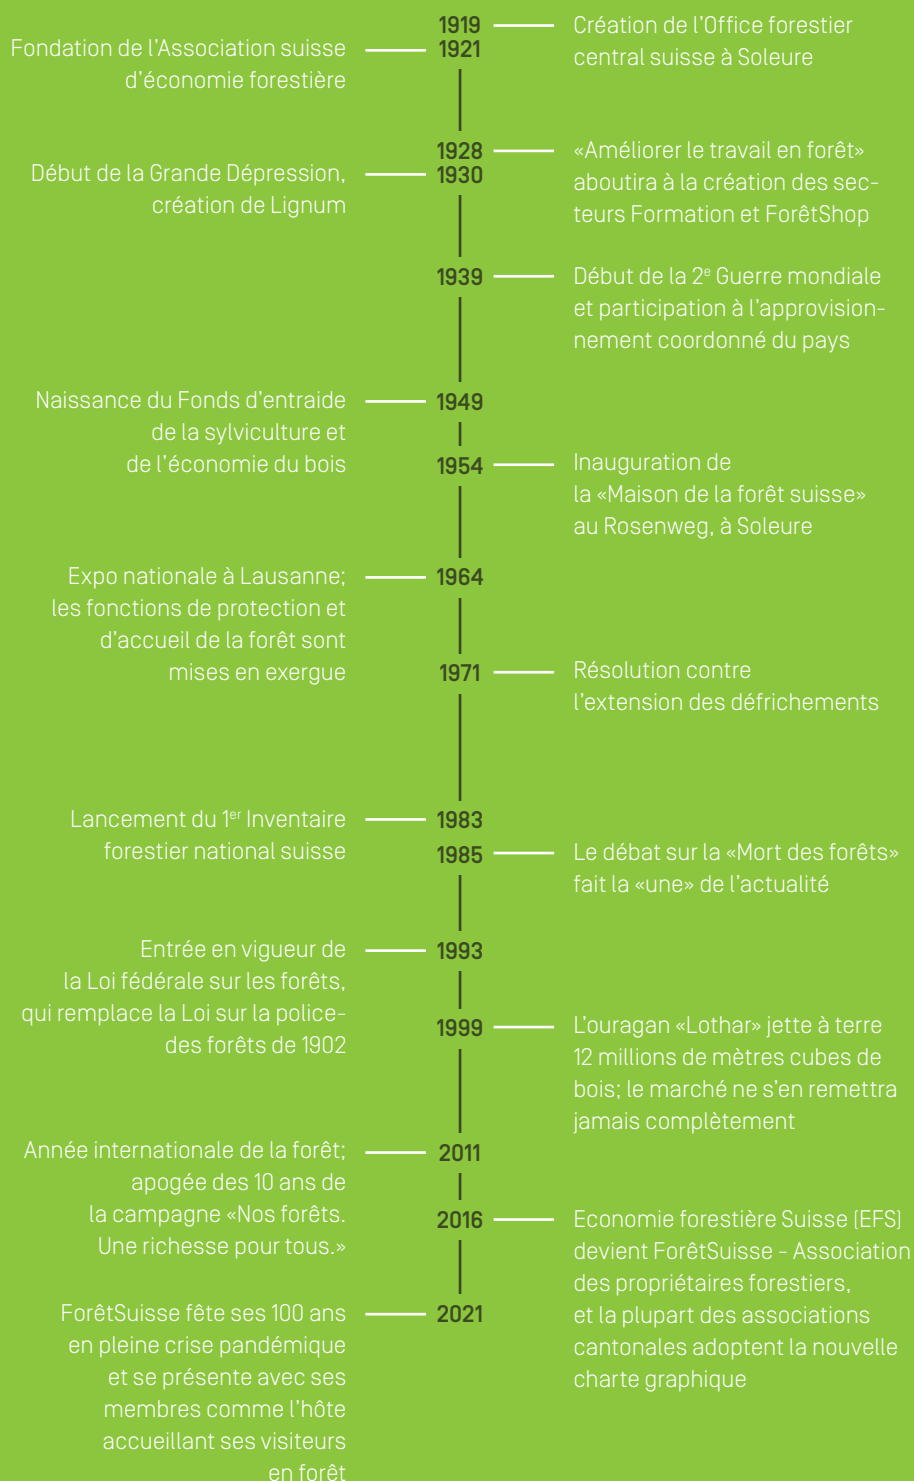 1919
Création de l'Office forestier
central suisse à Soleure
Fondation de l'Association suisse
d'économie forestière
1921
1928
«Améliorer le travail en forêt»
aboutira à la création des sec-
teurs Formation et ForêtShop
Début de la Grande Dépression,
création de Lignum
1930
1939
Début de la 2e Guerre mondiale
et participation à l'approvision-
nement coordonné du pays
Naissance du Fonds d'entraide
de la sylviculture et
de l'économie du bois
1949
1954
Inauguration de
la «Maison de la forêt suisse»
au Rosenweg, à Soleure
Expo nationale à Lausanne;
les fonctions de protection et
d'accueil de la forêt sont
mises en exergue
1964
1971
Résolution contre
l'extension des défrichements
Lancement du 1er Inventaire
forestier national suisse
1983
1985
Le débat sur la «Mort des forêts»
fait la «une» de l'actualité
Entrée en vigueur de
la Loi fédérale sur les forêts,
qui remplace la Loi sur la police-
des forêts de 1902
1993
1999
L'ouragan «Lothar» jette à terre
12 millions de mètres cubes de
bois; le marché ne s'en remettra
jamais complètement
Année internationale de la forêt;
apogée des 10 ans de
la campagne «Nos forêts.
Une richesse pour tous.»
2011
2016
Economie forestière Suisse (EFS)
devient ForêtSuisse - Association
des propriétaires forestiers,
et la plupart des associations
cantonales adoptent la nouvelle
charte graphique
ForêtSuisse fête ses 100 ans
en pleine crise pandémique
et se présente avec ses
membres comme l'hôte
accueillant ses visiteurs
en forêt
2021